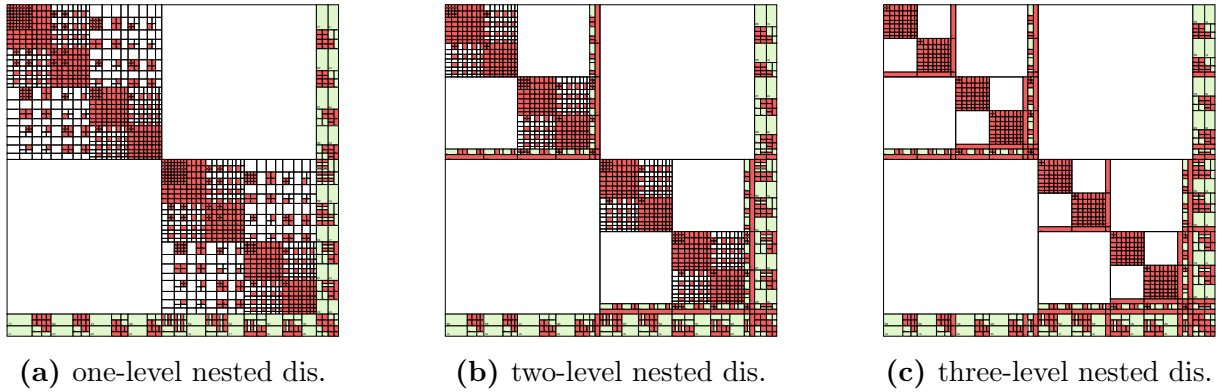 (a) one-level nested dis.
(b) two-level nested dis.
(c) three-level nested dis.